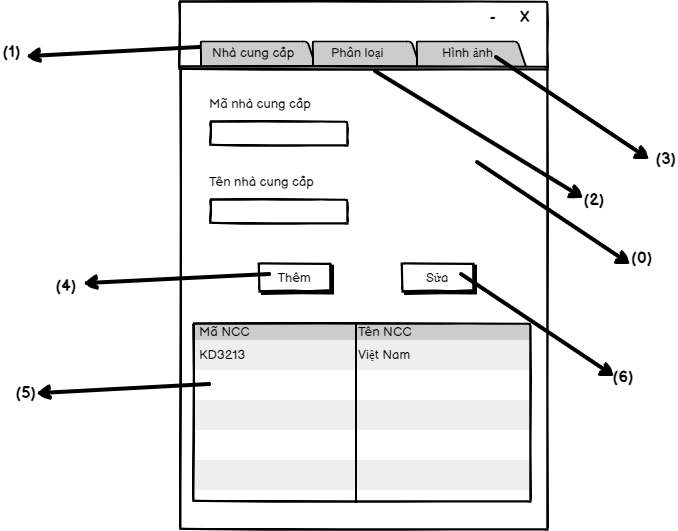 - X
(1)
Nhà cung cấp Phân loại Hình ảnh
Mã nhà cung cấp
(3)
Tên nhà cung cấp
(2)
(0)
(4)
Thêm Sửa
Mã NCC Tên NCC
KD3213 Việt Nam
(5)
(6)